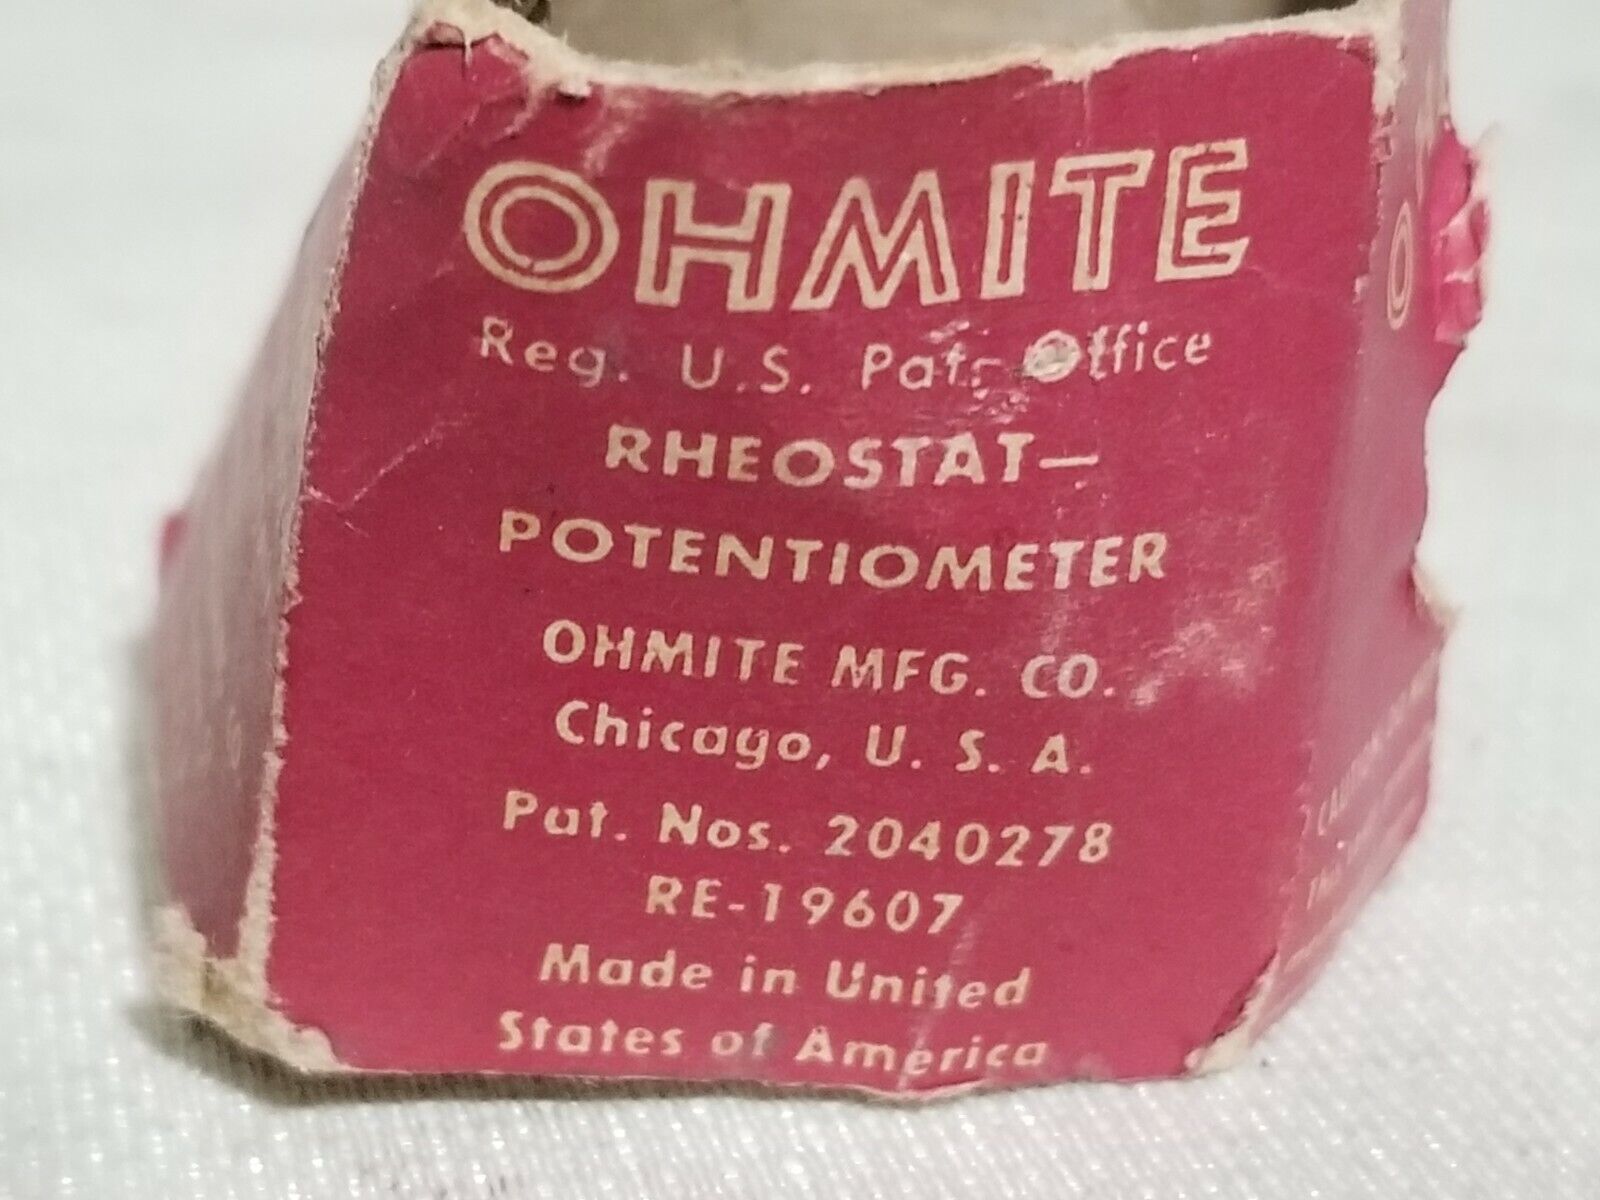 OHMITE
Reg. U.S. Pat. Office
RHEOSTAT—
POTENTIOMETER
OHMITE MFG. CO.
Chicago, U. S. A.
Pat. Nos. 2040278
RE-19607
Made in United
States of America
O